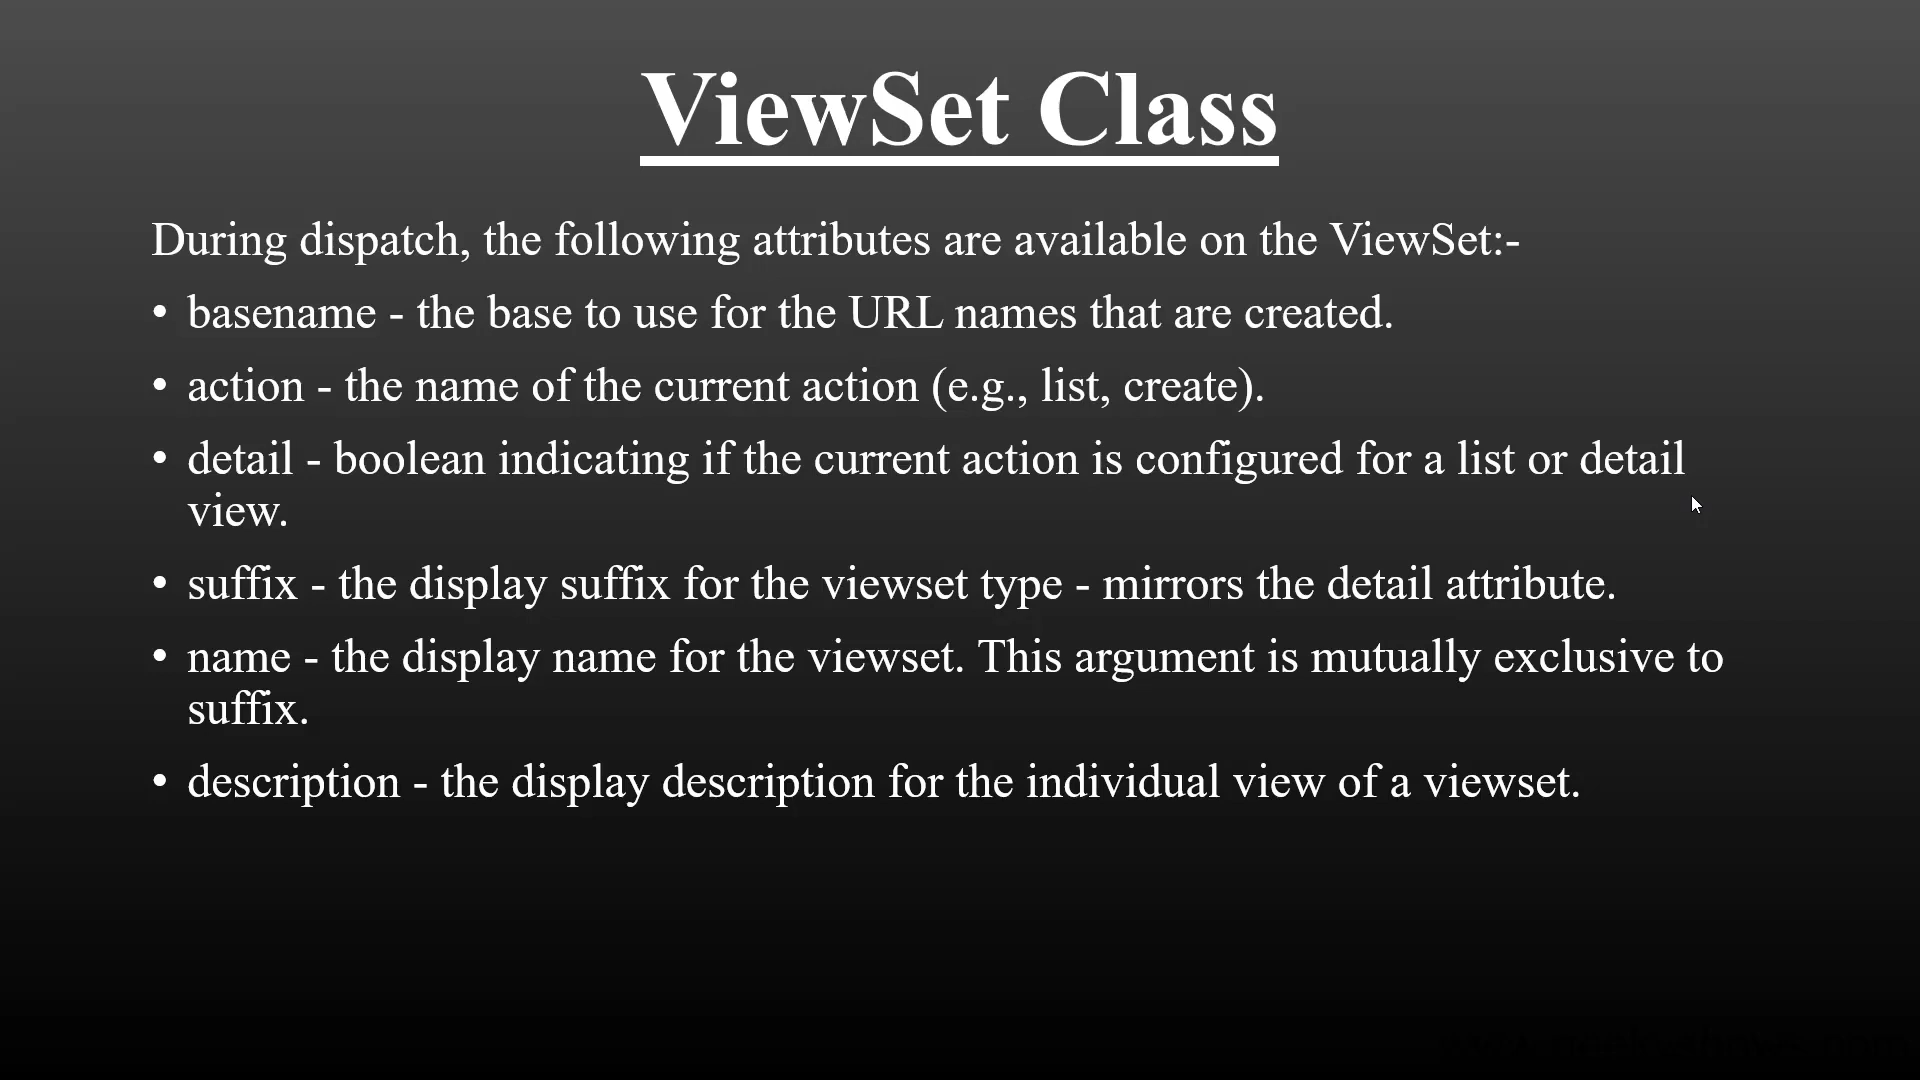 ViewSet Class
During dispatch, the following attributes are available on the ViewSet:-
• basename - the base to use for the URL names that are created.
• action - the name of the current action (e.g., list, create).
• detail - boolean indicating if the current action is configured for a list or detail
view.
• suffix - the display suffix for the viewset type - mirrors the detail attribute.
• name - the display name for the viewset. This argument is mutually exclusive to
suffix.
• description - the display description for the individual view of a viewset.